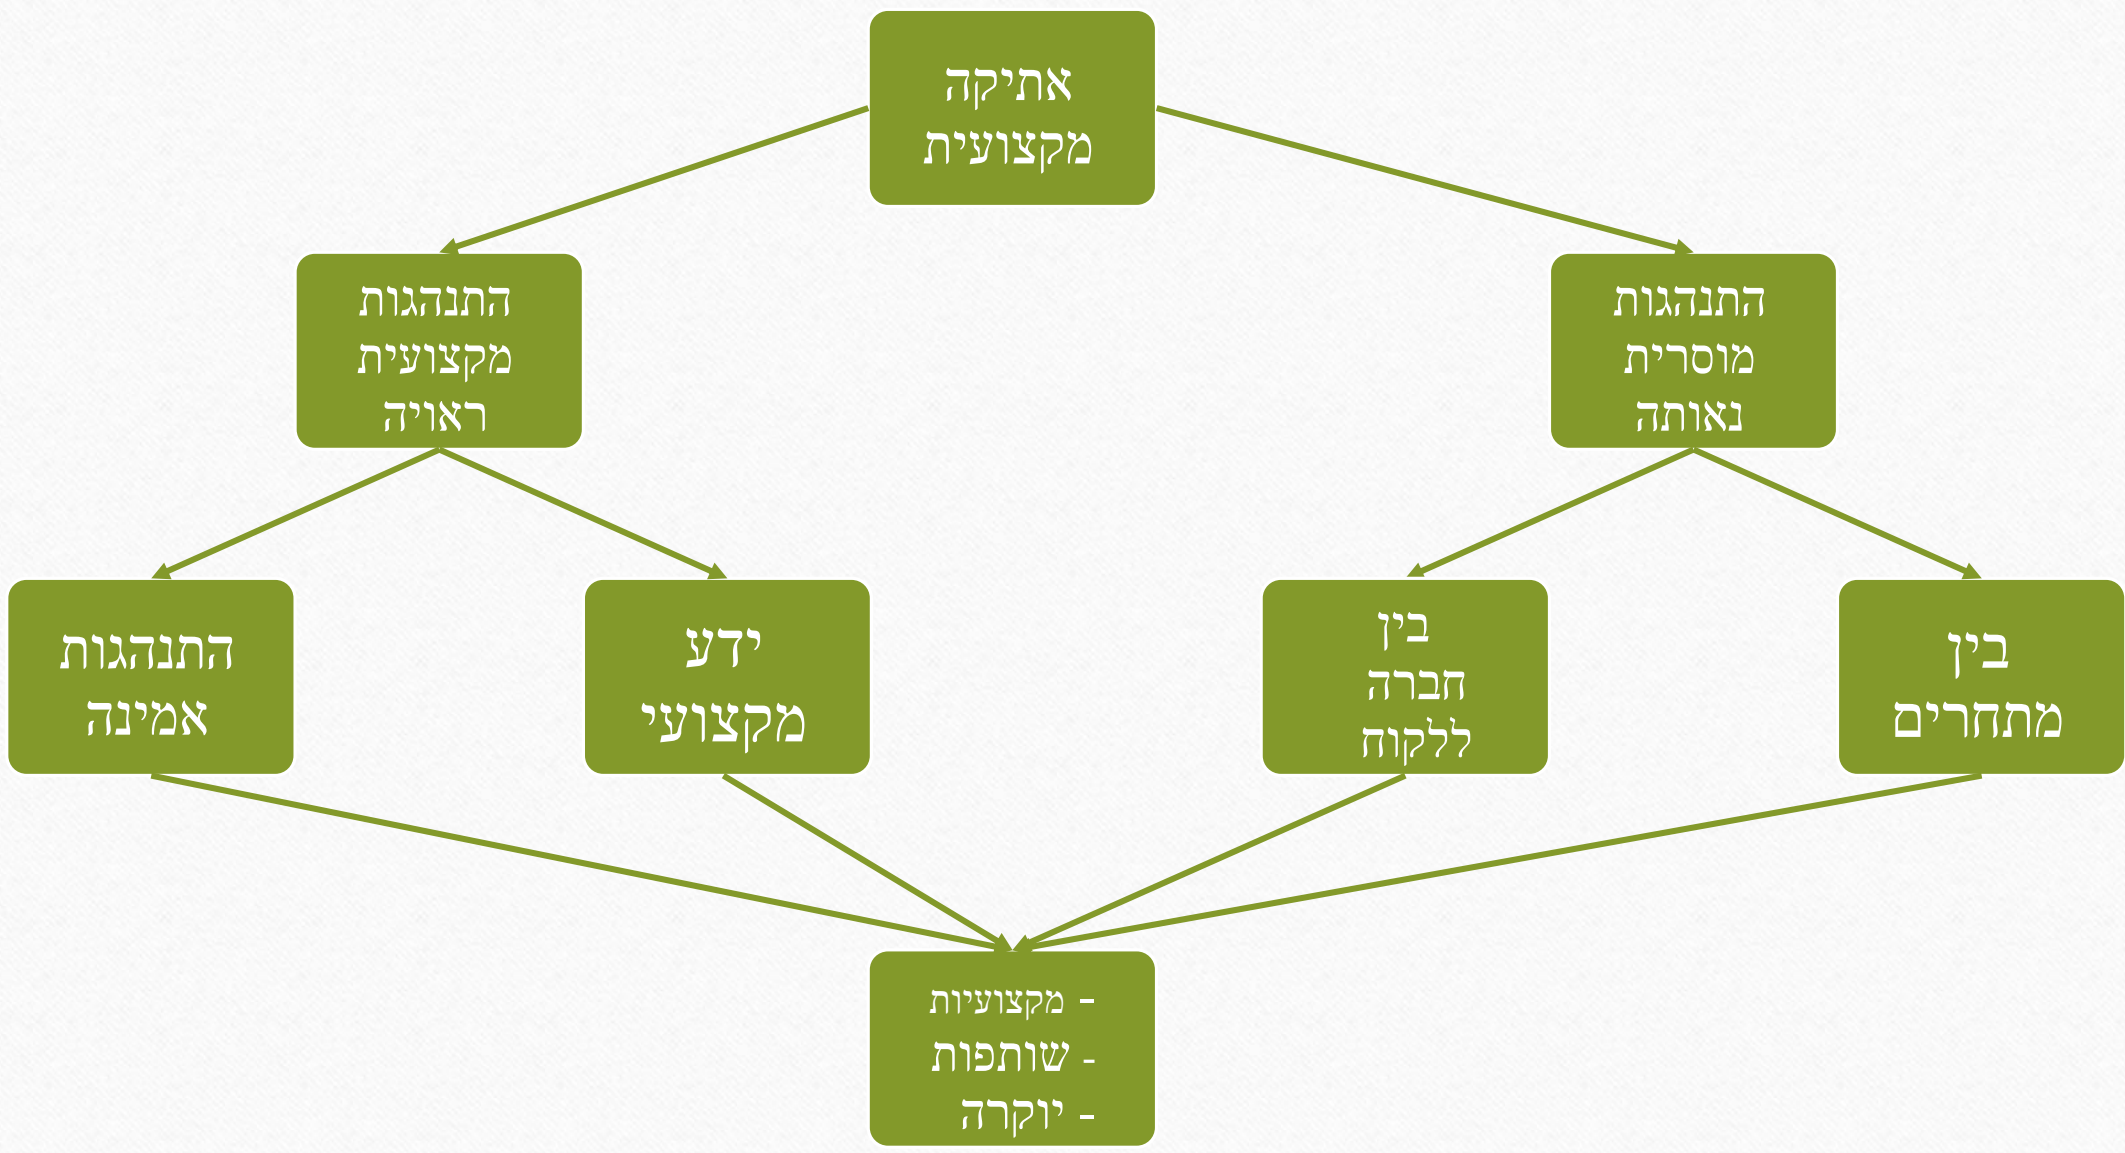 אתיקה
מקצועית
התנהגות
מוסרית
נאותה
התנהגות
מקצועית
ראויה
בין
מתחרים
בין
חברה
ללקוח
ידע
מקצועי
התנהגות
אמינה
- מקצועיות
- שותפות
- יוקרה